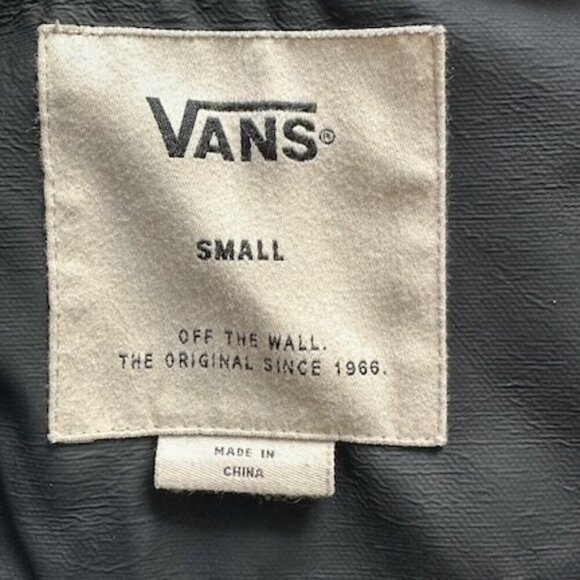 VANS®
SMALL
OFF THE WALL.
THE ORIGINAL SINCE 1966.
MADE IN
CHINA